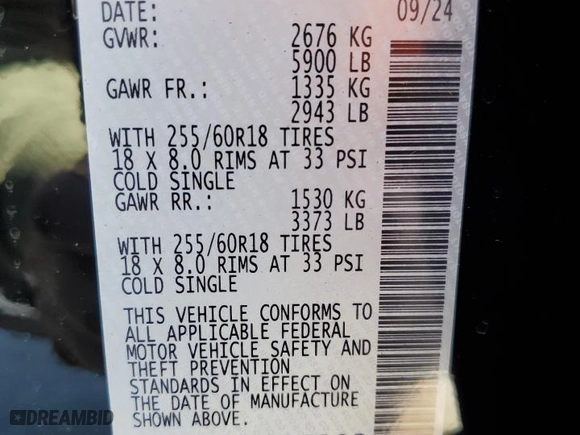 DATE: 09/24
GVWR: 2676 KG
5900 LB
GAWR FR.: 1335 KG
2943 LB
WITH 255/60R18 TIRES
18 X 8.0 RIMS AT 33 PSI
COLD SINGLE
GAWR RR.: 1530 KG
3373 LB
WITH 255/60R18 TIRES
18 X 8.0 RIMS AT 33 PSI
COLD SINGLE
THIS VEHICLE CONFORMS TO
ALL APPLICABLE FEDERAL
MOTOR VEHICLE SAFETY AND
THEFT PREVENTION
STANDARDS IN EFFECT ON
THE DATE OF MANUFACTURE
SHOWN ABOVE.
DREAMBID